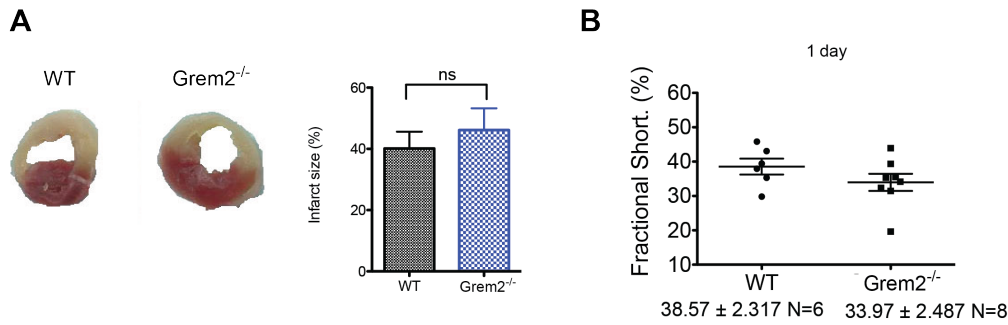 A
WT
Grem2-/-
ns
Infarct size (%)
60
40
20
0
WT
Grem2-/-
B
1 day
Fractional Short. (%)
60
50
40
30
20
10
WT
Grem2-/-
38.57 ± 2.317 N=6
33.97 ± 2.487 N=8